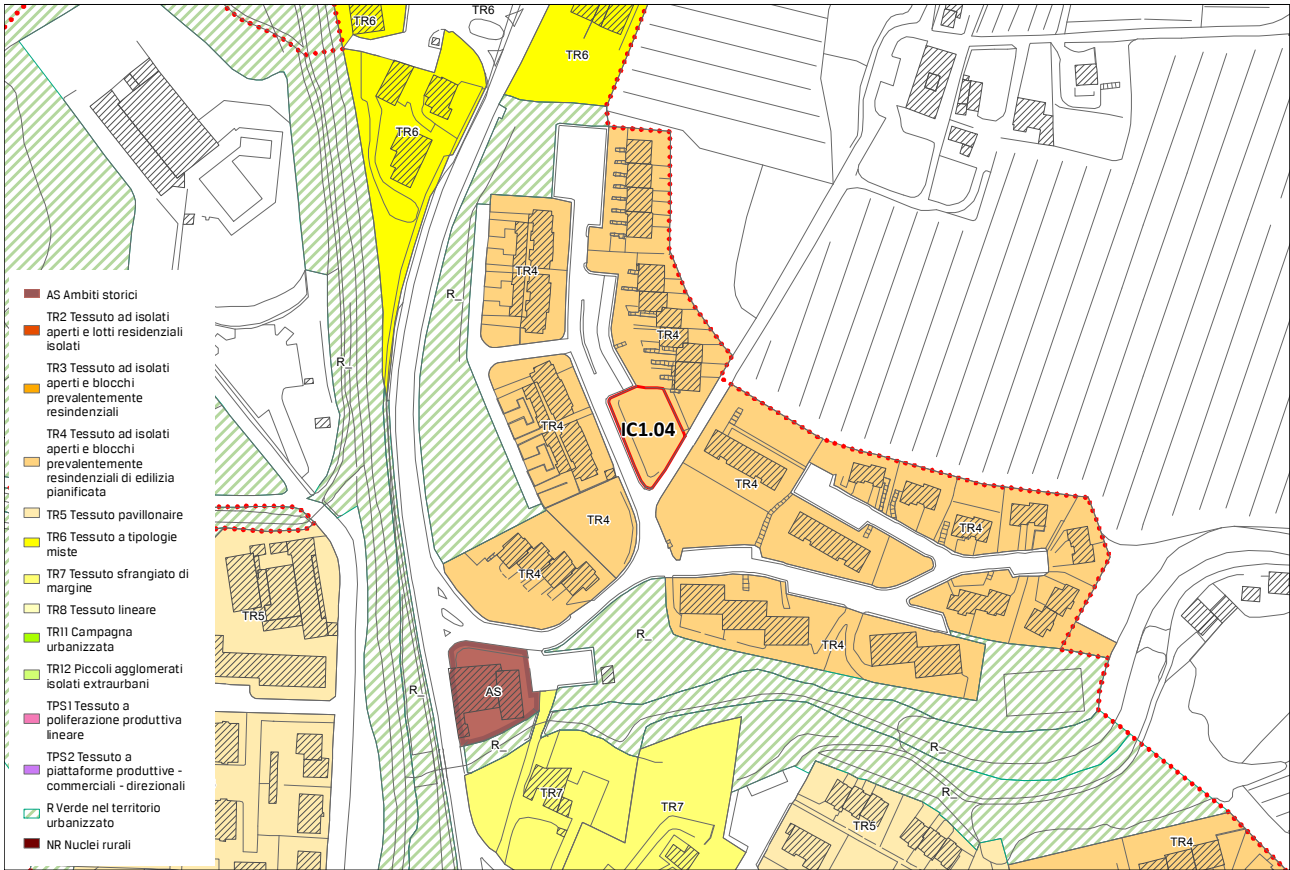 TR6
TR6
TR6
TR6
R_
TR4
TR4
R_
IC1.04
TR4
TR4
TR4
TR4
TR4
TR5
R_
TR4
R_
AS
R_
R_
R_
TR7
TR7
TR5
TR4
AS Ambiti storici
TR2 Tessuto ad isolati
aperti e lotti residenziali
isolati
TR3 Tessuto ad isolati
aperti e blocchi
prevalentemente
resindenziali
TR4 Tessuto ad isolati
aperti e blocchi
prevalentemente
resindenziali di edilizia
pianificata
TR5 Tessuto pavillonaire
TR6 Tessuto a tipologie
miste
TR7 Tessuto sfrangiato di
margine
TR8 Tessuto lineare
TR11 Campagna
urbanizzata
TR12 Piccoli agglomerati
isolati extraurbani
TPS1 Tessuto a
poliferazione produttiva
lineare
TPS2 Tessuto a
piattaforme produttive -
commerciali - direzionali
R Verde nel territorio
urbanizzato
NR Nuclei rurali